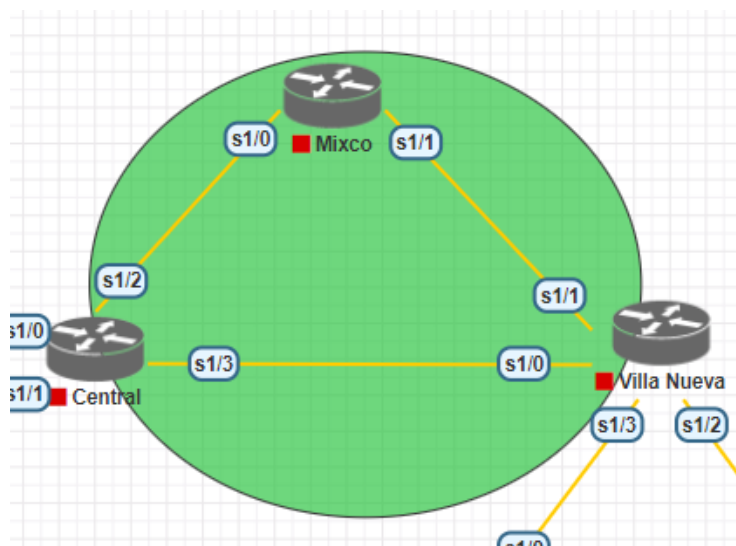 s1/0
Mixco
s1/1
s1/2
s1/1
s1/0
s1/3
s1/0
Villa Nueva
s1/1
Central
s1/3
s1/2